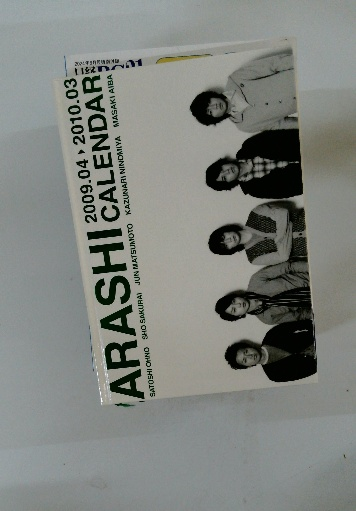 2009.04 ▸ 2010.03
ARASHI CALENDAR
SATOSHI OHNO SHO SAKURAI JUN MATSUMOTO KAZUNARI NINOMIYA MASAKI AIBA